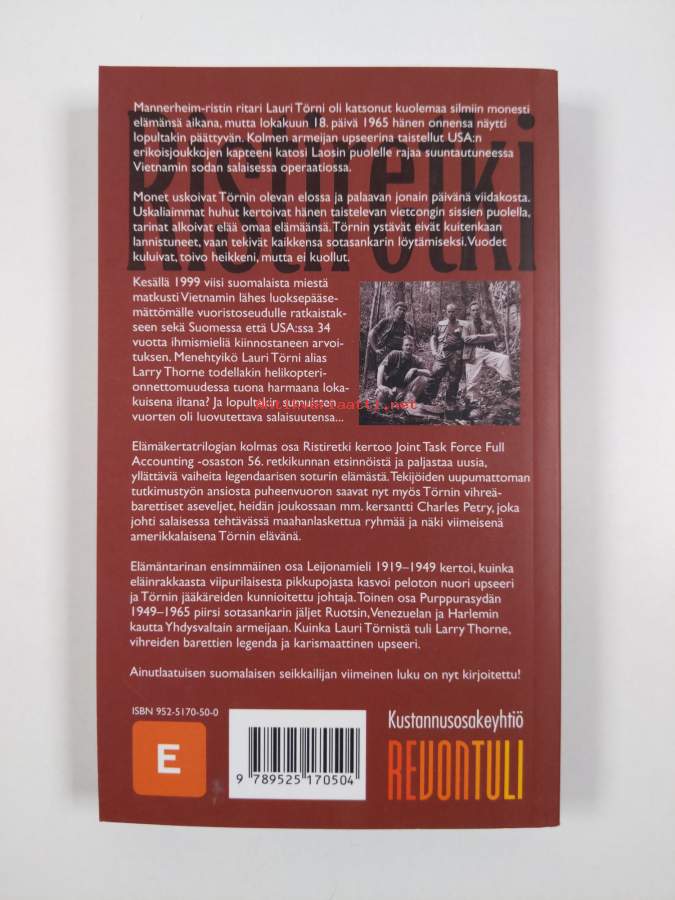 Ristiretki
Mannerheim-ristin ritari Lauri Törni oli katsonut kuolemaa silmiin monesti
elämänsä aikana, mutta lokakuun 18. päivä 1965 hänen onnensa näytti
lopultakin päättyvän. Kolmen armeijan upseerina taistellut USA:n
erikoisjoukkojen kapteeni katosi Laosin puolelle rajaa suuntautuneessa
Vietnamin sodan salaisessa operaatiossa.
Monet uskoivat Törnin olevan elossa ja palaavan jonain päivänä viidakosta.
Uskaliaimmat huhut kertoivat hänen taistelevan vietcongin sissien puolella,
tarinat alkoivat elää omaa elämäänsä. Törnin ystävät eivät kuitenkaan
lannistuneet, vaan tekivät kaikkensa sotasankarin löytämiseksi. Vuodet
kuluivat, toivo heikkeni, mutta ei kuollut.
Kesällä 1999 viisi suomalaista miestä
matkusti Vietnamin lähes luoksepääse-
mättömälle vuoristoseudulle ratkaistak-
seen sekä Suomessa että USA:ssa 34
vuotta ihmismieliä kiinnostaneen arvoi-
tuksen. Menehtyikö Lauri Törni alias
Larry Thorne todellakin helikopteri-
onnettomuudessa tuona harmaana loka-
kuisena iltana? Ja lopultakin sumuisten
vuorten oli luovutettava salaisuutensa...
Antikvariaatti.net
Elämäkertatrilogian kolmas osa Ristiretki kertoo Joint Task Force Full
Accounting -osaston 56. retkikunnan etsinnöistä ja paljastaa uusia,
yllättäviä vaiheita legendaarisen soturin elämästä. Tekijöiden uupumattoman
tutkimustyön ansiosta puheenvuoron saavat nyt myös Törnin vihreä-
barettiset aseveljet, heidän joukossaan mm. kersantti Charles Petry, joka
johti salaisessa tehtävässä maahanlaskettua ryhmää ja näki viimeisenä
amerikkalaisena Törnin elävänä.
Elämäntarinan ensimmäinen osa Leijonamieli 1919–1949 kertoi, kuinka
eläinrakkaasta viipurilaisesta pikkupojasta kasvoi peloton nuori upseeri
ja Törnin jääkäreiden kunnioitettu johtaja. Toinen osa Purppurasydän
1949–1965 piirsi sotasankarin jäljet Ruotsin, Venezuelan ja Harlemin
kautta Yhdysvaltain armeijaan. Kuinka Lauri Törnistä tuli Larry Thorne,
vihreiden barettien legenda ja karismaattinen upseeri.
Ainutlaatuisen suomalaisen seikkailijan viimeinen luku on nyt kirjoitettu!
ISBN 952-5170-50-0
E
9 789525 170504
Kustannusosakeyhtiö
REVONTULI